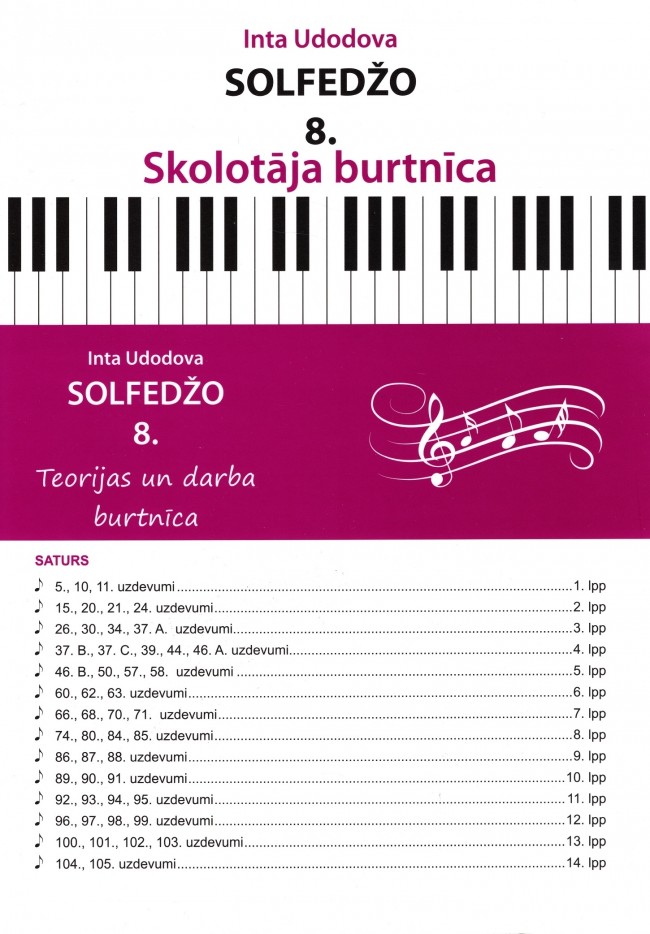 Inta Udodova
SOLFEDŽO
8.
Skolotāja burtnīca
Inta Udodova
SOLFEDŽO
8.
Teorijas un darba
burtnīca
SATURS
5., 10, 11. uzdevumi........................1. lpp
15., 20., 21., 24. uzdevumi........................2. lpp
26., 30., 34., 37. A. uzdevumi........................3. lpp
37. B., 37. C., 39., 44., 46. A. uzdevumi........................4. lpp
46. B., 50., 57., 58. uzdevumi ........................5. lpp
60., 62., 63. uzdevumi........................6. lpp
66., 68., 70., 71. uzdevumi........................7. lpp
74., 80., 84., 85. uzdevumi........................8. lpp
86., 87., 88. uzdevumi........................9. lpp
89., 90., 91. uzdevumi........................10. lpp
92., 93., 94., 95. uzdevumi........................11. lpp
96., 97., 98., 99. uzdevumi........................12. lpp
100., 101., 102., 103. uzdevumi........................13. lpp
104., 105. uzdevumi........................14. lpp